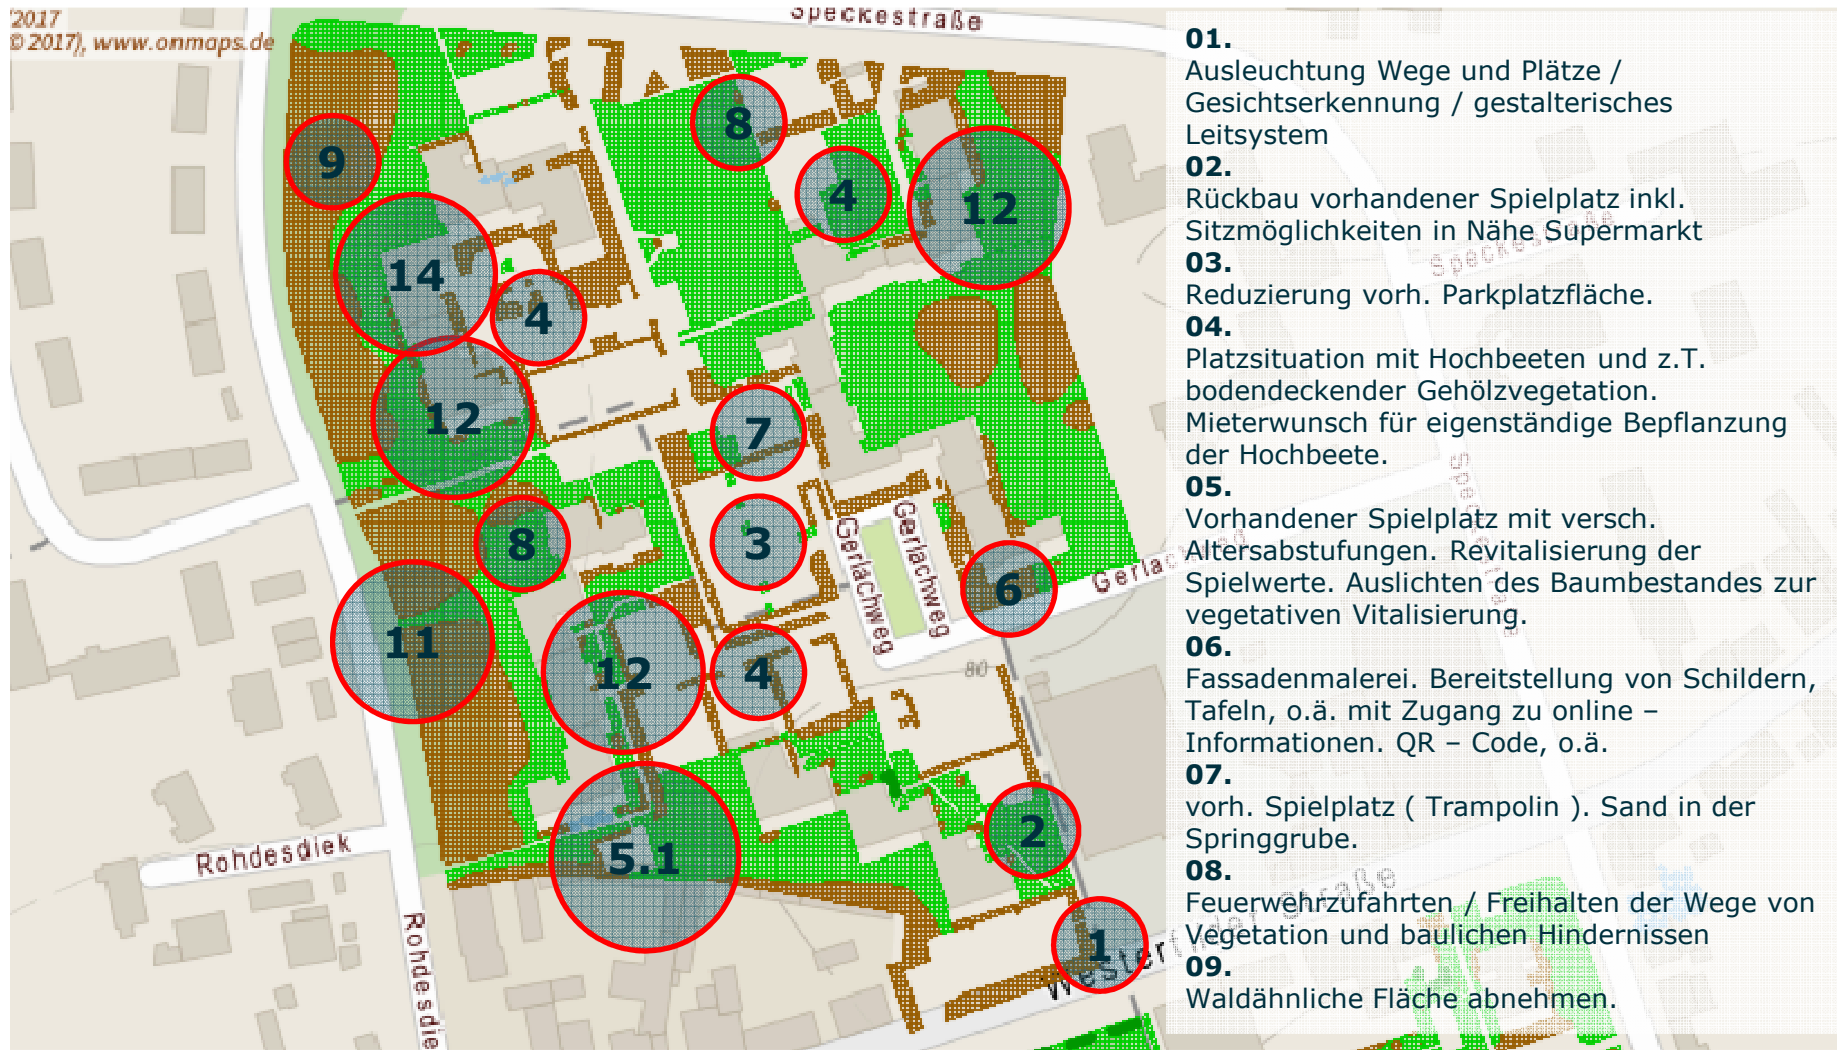 /2017
© 2017), www.onmaps.de
Speckestraße
8
9
4
12
14
4
12
7
8
3
Gerlachweg
Gerlachweg
6
Gerlachweg
11
12
4
80
2
5.1
1
Rohdesdiek
Rohdesdie
Speckestraße
Speckestraße
01.
Ausleuchtung Wege und Plätze /
Gesichtserkennung / gestalterisches
Leitsystem
02.
Rückbau vorhandener Spielplatz inkl.
Sitzmöglichkeiten in Nähe Supermarkt
03.
Reduzierung vorh. Parkplatzfläche.
04.
Platzsituation mit Hochbeeten und z.T.
bodendeckender Gehölzvegetation.
Mieterwunsch für eigenständige Bepflanzung
der Hochbeete.
05.
Vorhandener Spielplatz mit versch.
Altersabstufungen. Revitalisierung der
Spielwerte. Auslichten des Baumbestandes zur
vegetativen Vitalisierung.
06.
Fassadenmalerei. Bereitstellung von Schildern,
Tafeln, o.ä. mit Zugang zu online –
Informationen. QR – Code, o.ä.
07.
vorh. Spielplatz ( Trampolin ). Sand in der
Springgrube.
08.
Feuerwehrzufahrten / Freihalten der Wege von
Vegetation und baulichen Hindernissen
09.
Waldähnliche Fläche abnehmen.